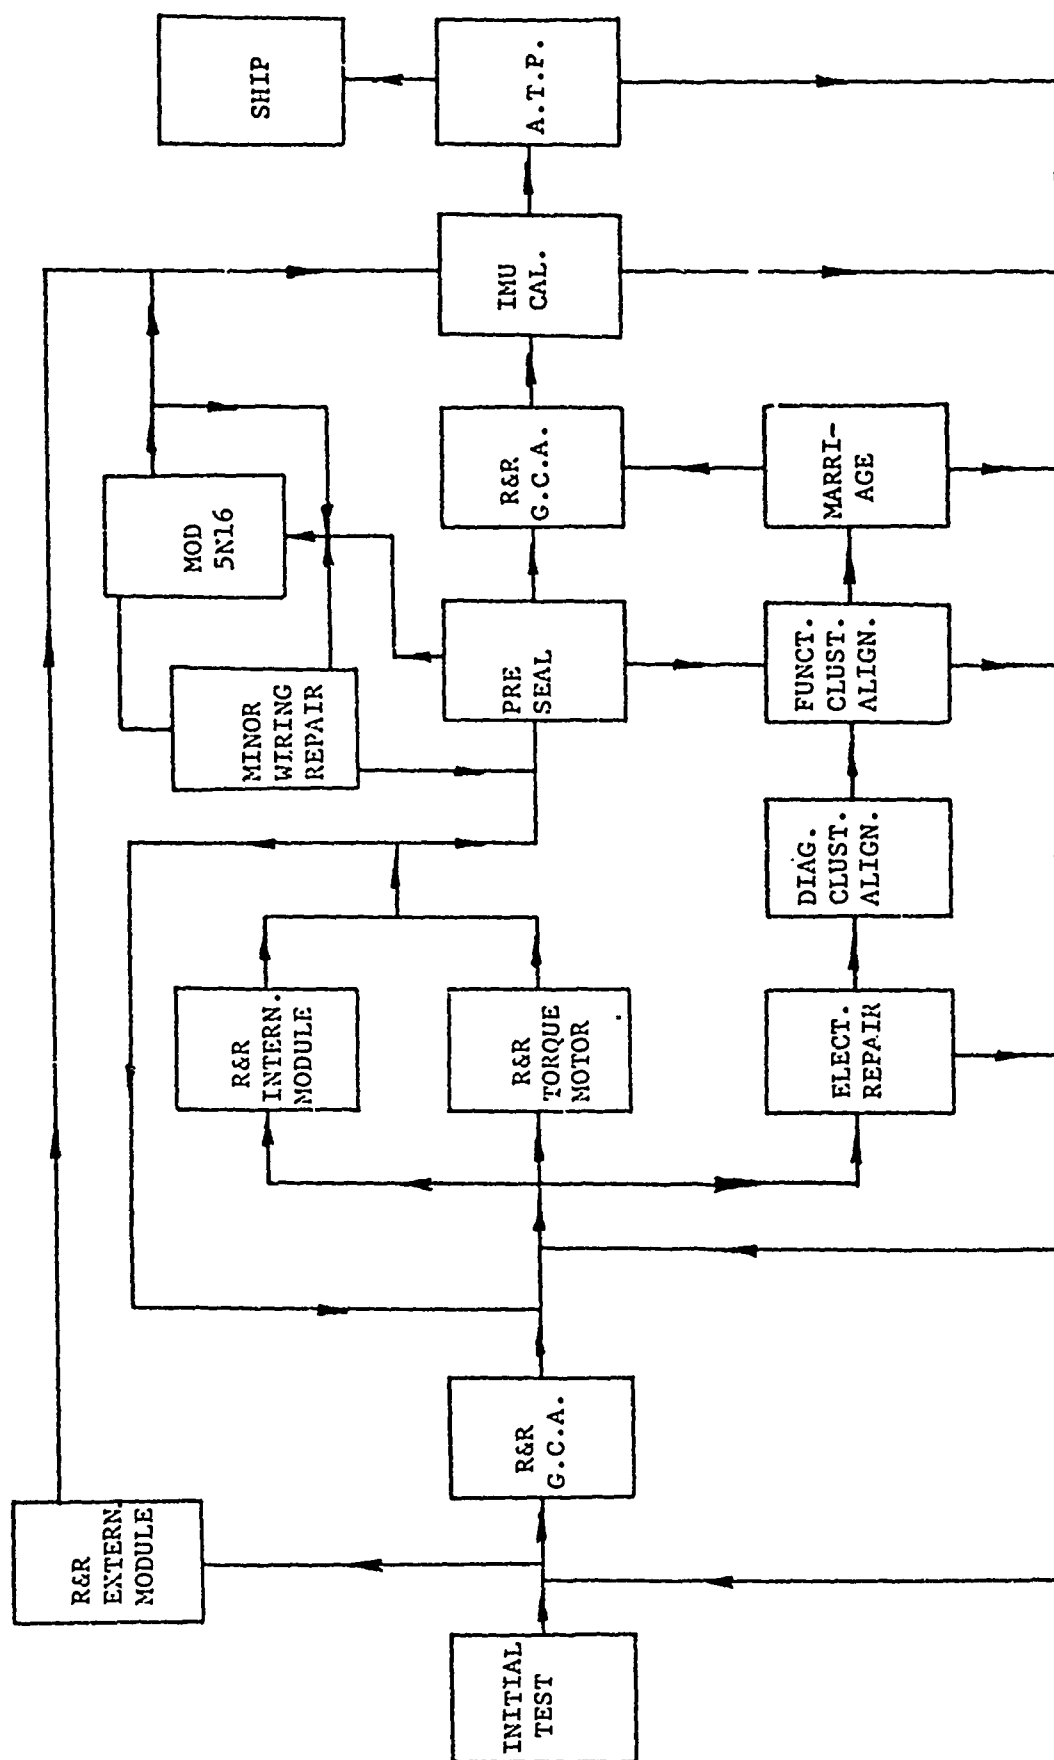 INITIAL
TEST
R&R
EXTERN.
MODULE
R&R
G.C.A.
R&R
INTERN.
MODULE
R&R
TORQUE
MOTOR
ELECT.
REPAIR
DIAG.
CLUST.
ALIGN.
MINOR
WIRING
REPAIR
PRE
SEAL
FUNCT.
CLUST.
ALIGN.
MOD
5N16
R&R
G.C.A.
MARRI-
AGE
IMU
CAL.
SHIP
A.T.P.